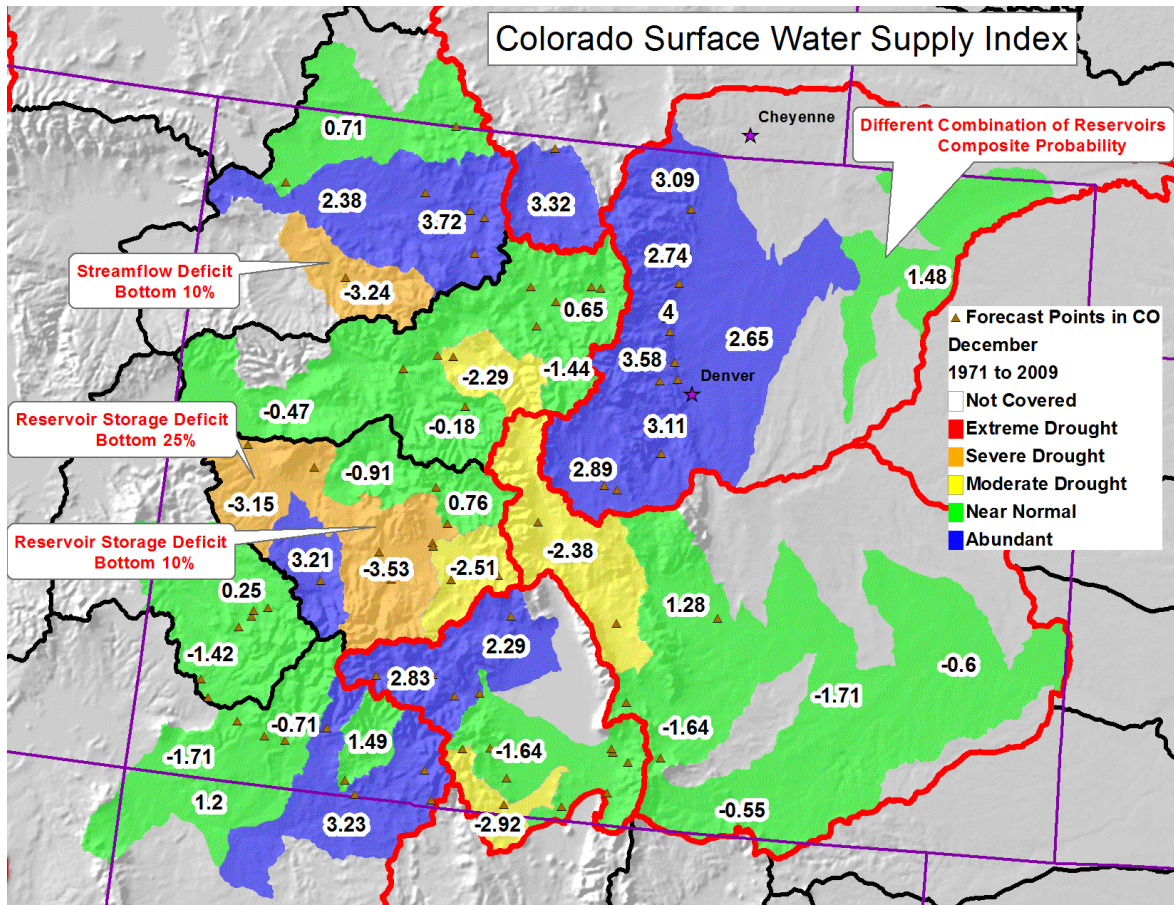 Colorado Surface Water Supply Index
Cheyenne
Different Combination of Reservoirs
Composite Probability
0.71
2.38
3.72
3.32
3.09
Streamflow Deficit
Bottom 10%
-3.24
2.74
1.48
0.65
4
2.65
3.58
-2.29
-1.44
Denver
Forecast Points in CO
December
1971 to 2009
Not Covered
Extreme Drought
Severe Drought
Moderate Drought
Near Normal
Abundant
-0.47
-0.18
Reservoir Storage Deficit
Bottom 25%
3.11
-0.91
2.89
-3.15
0.76
Reservoir Storage Deficit
Bottom 10%
3.21
-3.53
-2.51
-2.38
0.25
1.28
-1.42
2.29
2.83
-0.6
-1.71
-0.71
1.49
-1.64
-1.64
-1.71
1.2
3.23
-2.92
-0.55